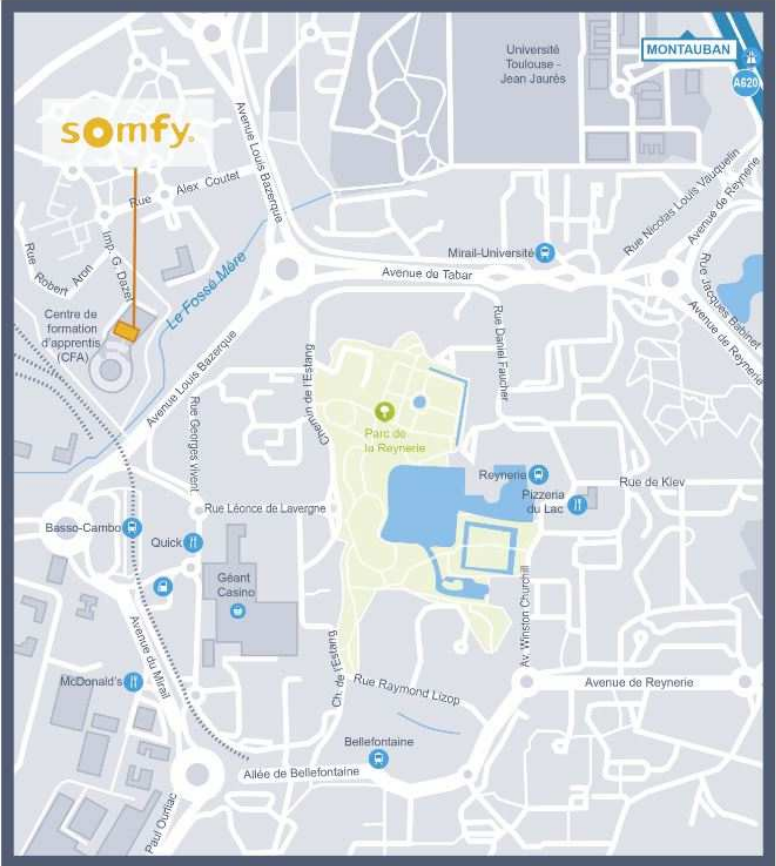 Université
Toulouse -
Jean Jaurès
MONTAUBAN
A620
somfy.
Avenue Louis Bazerque
Rue Alex Coutet
Rue Nicolas Louis Vauquelin
Avenue de Reynerie
Imp. G. Dazet
Rue Robert Aron
Le Fossé Mère
Mirail-Université
Avenue de Tabar
Rue Jacques Babinet
Avenue de Reynerie
Centre de
formation
d'apprentis
(CFA)
Avenue Louis Bazerque
Chemin de l'Estang
Rue Daniel Faucher
Rue Georges Vivent
Parc de
la Reynerie
Reynerie
Rue de Kiev
Pizzeria
du Lac
Rue Léonce de Lavergne
Basso-Cambo
Quick
Géant
Casino
Av. Winston Churchill
Avenue du Mirail
Ch. de l'Estang
McDonald's
Rue Raymond Lizop
Avenue de Reynerie
Bellefontaine
Allée de Bellefontaine
Paul Ourliac